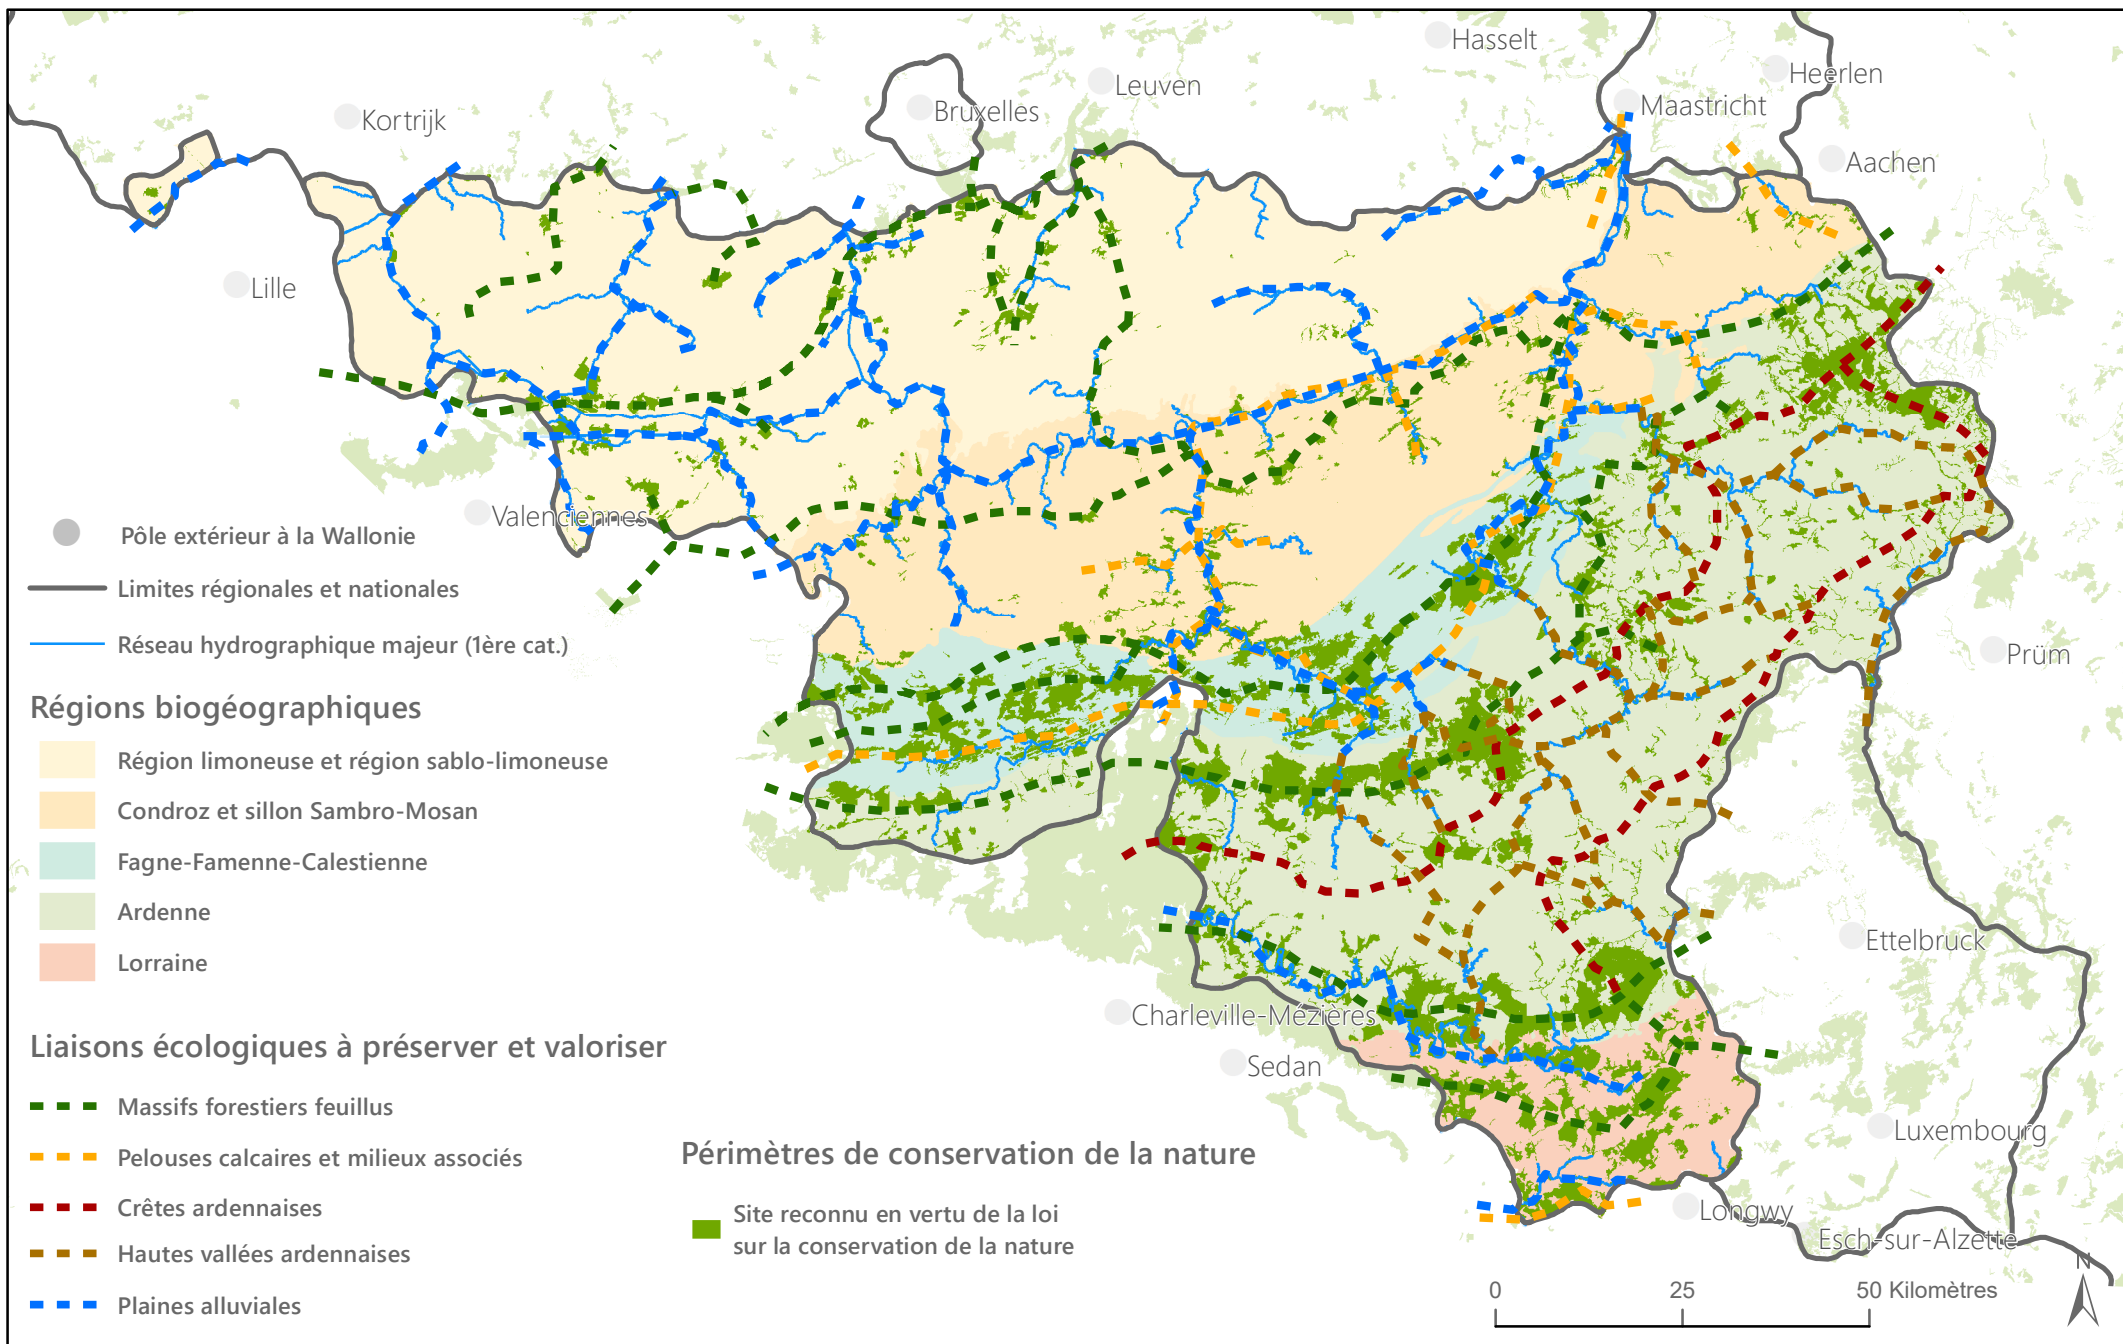 Hasselt
Heerlen
Leuven
Maastricht
Bruxelles
Kortrijk
Aachen
Lille
Valenciennes
Prüm
Ettelbruck
Charleville-Mézières
Sedan
Luxembourg
Longwy
Esch-sur-Alzette
Pôle extérieur à la Wallonie
Limites régionales et nationales
Réseau hydrographique majeur (1ère cat.)
Régions biogéographiques
Région limoneuse et région sablo-limoneuse
Condroz et sillon Sambro-Mosan
Fagne-Famenne-Calestienne
Ardenne
Lorraine
Liaisons écologiques à préserver et valoriser
Massifs forestiers feuillus
Pelouses calcaires et milieux associés
Crêtes ardennaises
Hautes vallées ardennaises
Plaines alluviales
Périmètres de conservation de la nature
Site reconnu en vertu de la loi
sur la conservation de la nature
0 25 50 Kilomètres
N